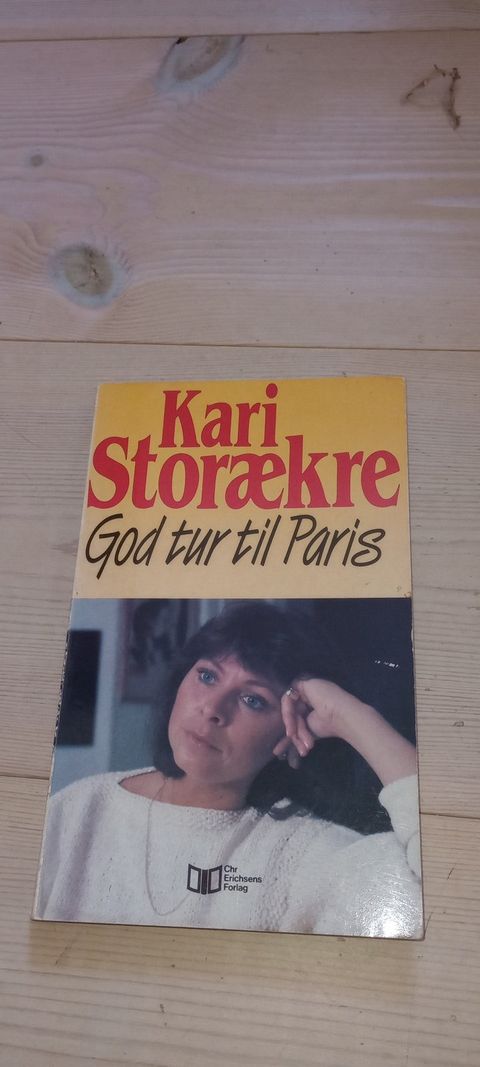 Kari
Storækre
God tur til Paris
Chr
Erichsens
Forlag